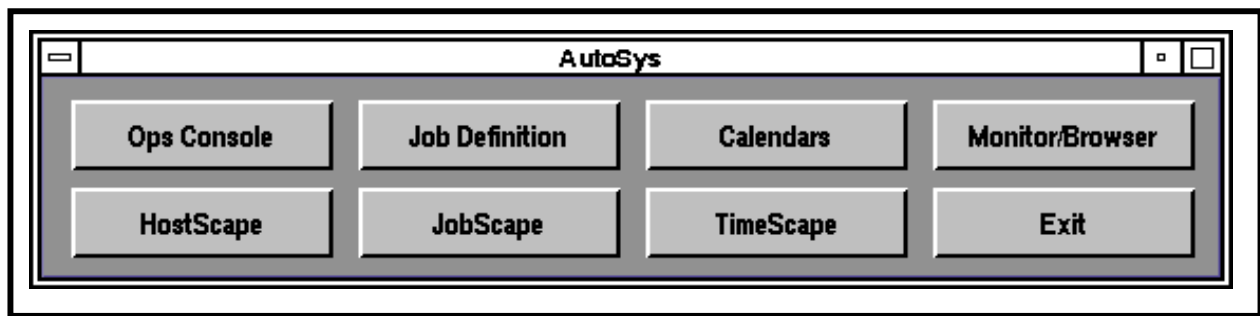 AutoSys
Ops Console Job Definition Calendars Monitor/Browser
HostScape JobScape TimeScape Exit